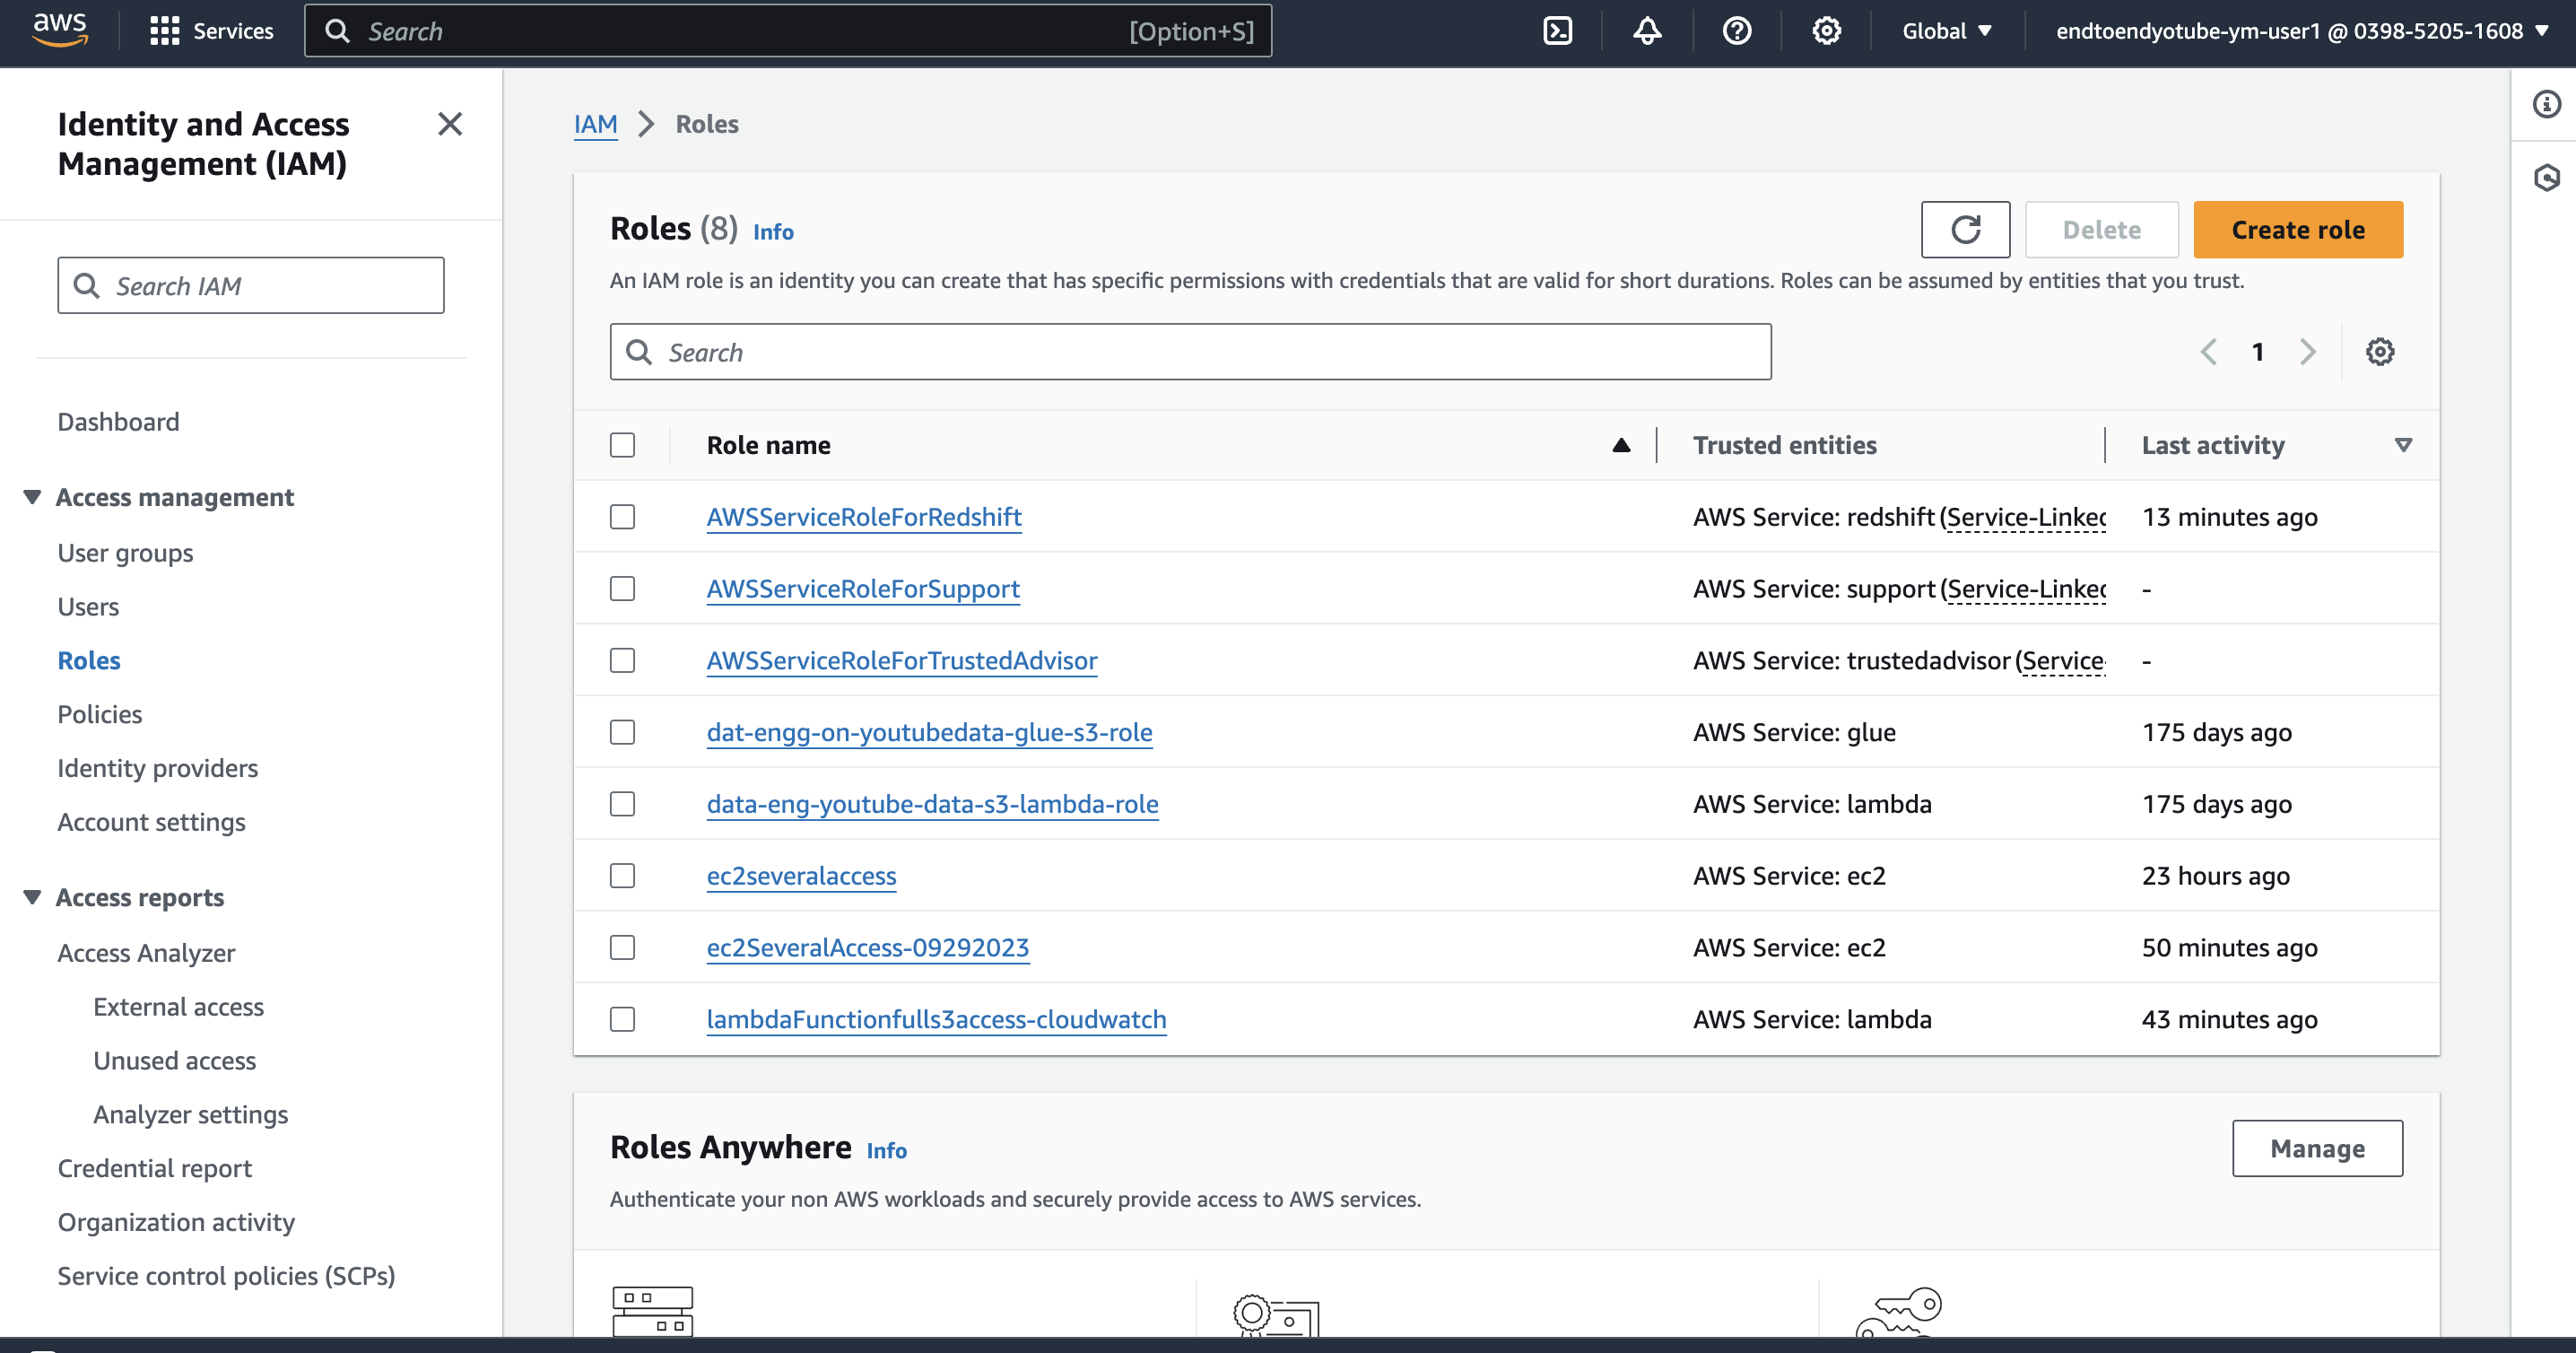 aws
Services
Search
[Option+S]
Global
endtoendyotube-ym-user1 @ 0398-5205-1608
Identity and Access
Management (IAM)
Search IAM
Dashboard
Access management
User groups
Users
Roles
Policies
Identity providers
Account settings
Access reports
Access Analyzer
External access
Unused access
Analyzer settings
Credential report
Organization activity
Service control policies (SCPs)
IAM Roles
Roles (8) Info
Delete
Create role
An IAM role is an identity you can create that has specific permissions with credentials that are valid for short durations. Roles can be assumed by entities that you trust.
Search
1
Role name Trusted entities Last activity
AWSServiceRoleForRedshift AWS Service: redshift (Service-Linked 13 minutes ago
AWSServiceRoleForSupport AWS Service: support (Service-Linked -
AWSServiceRoleForTrustedAdvisor AWS Service: trustedadvisor (Service- -
dat-engg-on-youtubedata-glue-s3-role AWS Service: glue 175 days ago
data-eng-youtube-data-s3-lambda-role AWS Service: lambda 175 days ago
ec2severalaccess AWS Service: ec2 23 hours ago
ec2SeveralAccess-09292023 AWS Service: ec2 50 minutes ago
lambdaFunctionfulls3access-cloudwatch AWS Service: lambda 43 minutes ago
Roles Anywhere Info
Manage
Authenticate your non AWS workloads and securely provide access to AWS services.